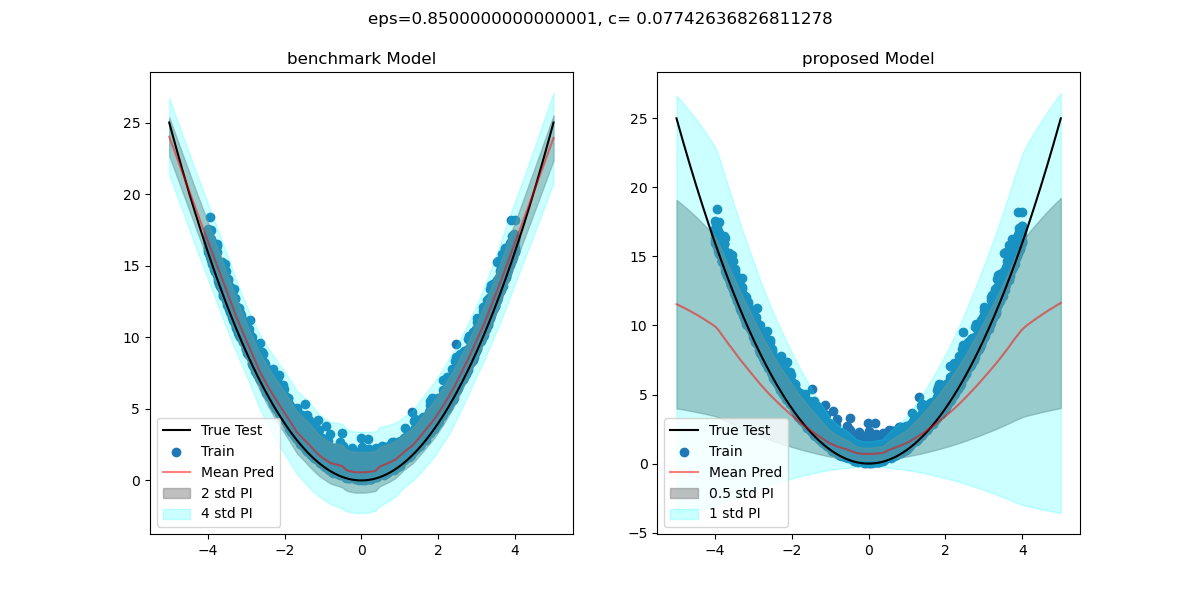 eps=0.8500000000000001, c= 0.07742636826811278
benchmark Model
25
20
15
10
5
0
−4
−2
0
2
4
True Test
Train
Mean Pred
2 std PI
4 std PI
proposed Model
25
20
15
10
5
0
−5
−4
−2
0
2
4
True Test
Train
Mean Pred
0.5 std PI
1 std PI